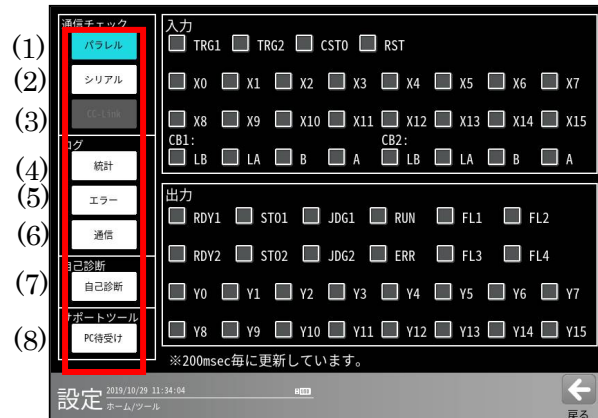 通信チェック
(1) パラレル
(2) シリアル
(3) CC-Link
ログ
(4) 統計
(5) エラー
(6) 通信
自己診断
(7) 自己診断
サポートツール
(8) PC待受け
入力
TRG1 TRG2 CST0 RST
X0 X1 X2 X3 X4 X5 X6 X7
X8 X9 X10 X11 X12 X13 X14 X15
CB1: CB2:
LB LA B A LB LA B A
出力
RDY1 STO1 JDG1 RUN FL1 FL2
RDY2 STO2 JDG2 ERR FL3 FL4
Y0 Y1 Y2 Y3 Y4 Y5 Y6 Y7
Y8 Y9 Y10 Y11 Y12 Y13 Y14 Y15
※200msec毎に更新しています。
設定 2019/10/29 11:34:04
ホーム/ツール
戻る